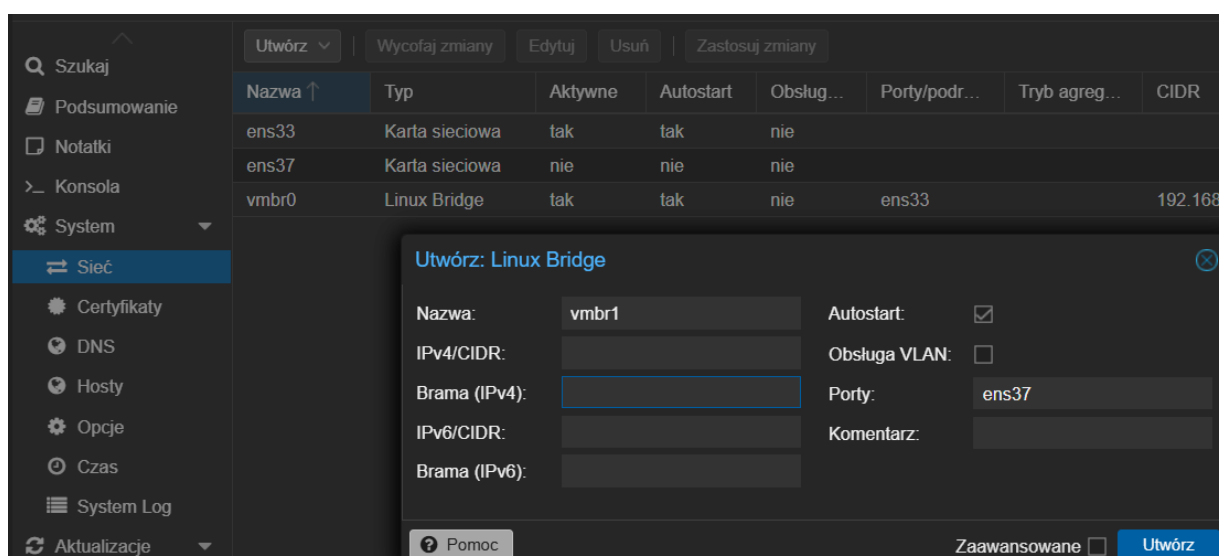 Utwórz Wycofaj zmiany Edytuj Usuń Zastosuj zmiany
Szukaj
Podsumowanie
Notatki
Konsola
System
Sieć
Certyfikaty
DNS
Hosty
Opcje
Czas
System Log
Aktualizacje
Nazwa Typ Aktywne Autostart Obsług... Porty/podr... Tryb agreg... CIDR
ens33 Karta sieciowa tak tak nie
ens37 Karta sieciowa nie nie nie
vmbr0 Linux Bridge tak tak nie ens33 192.168
Utwórz: Linux Bridge
Nazwa: vmbr1 Autostart:
IPv4/CIDR: Obsługa VLAN:
Brama (IPv4): Porty: ens37
IPv6/CIDR: Komentarz:
Brama (IPv6):
Pomoc Zaawansowane Utwórz